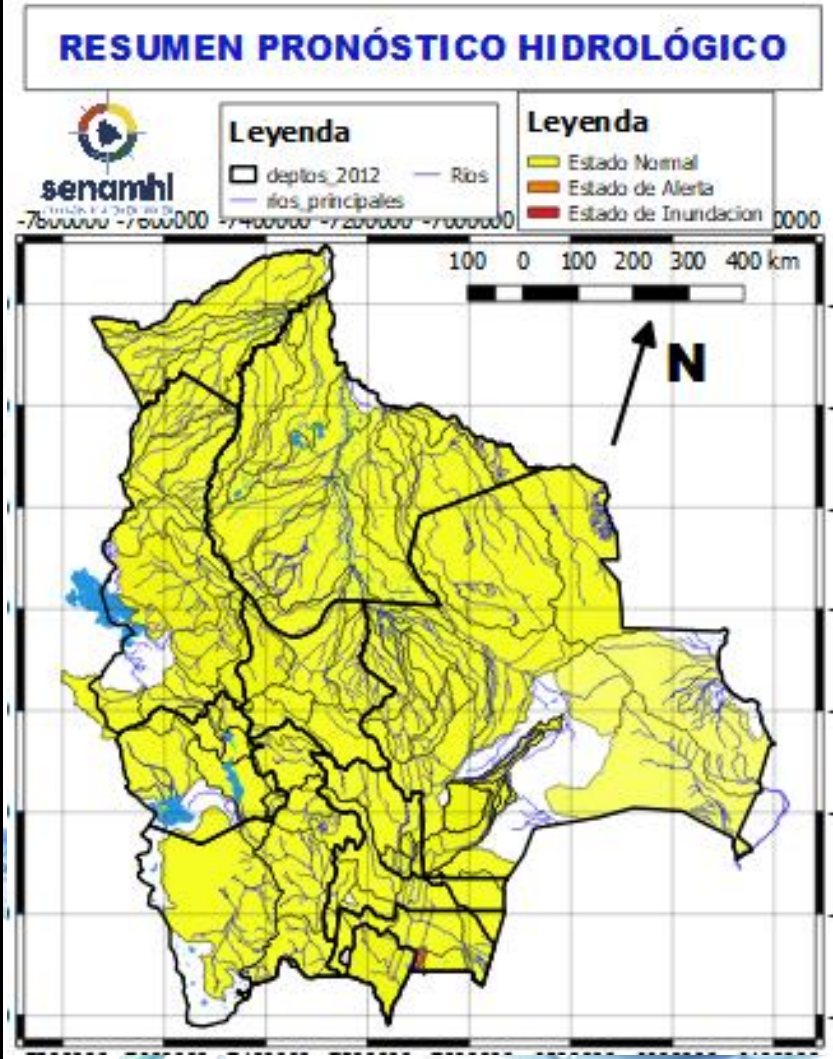 RESUMEN PRONÓSTICO HIDROLÓGICO
senamhi
Leyenda
deptos_2012
Rios
rios_principales
Leyenda
Estado Normal
Estado de Alerta
Estado de Inundacion
-7400000
100 0 100 200 300 400 km
N